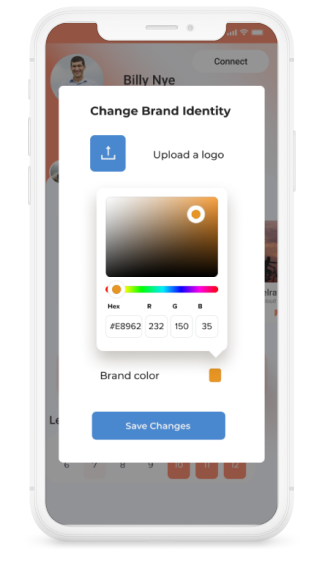 Connect
Billy Nye
Change Brand Identity
Upload a logo
Hex R G B
#E8962 232 150 35
Brand color
Save Changes
6 7 8 9 10 11 12